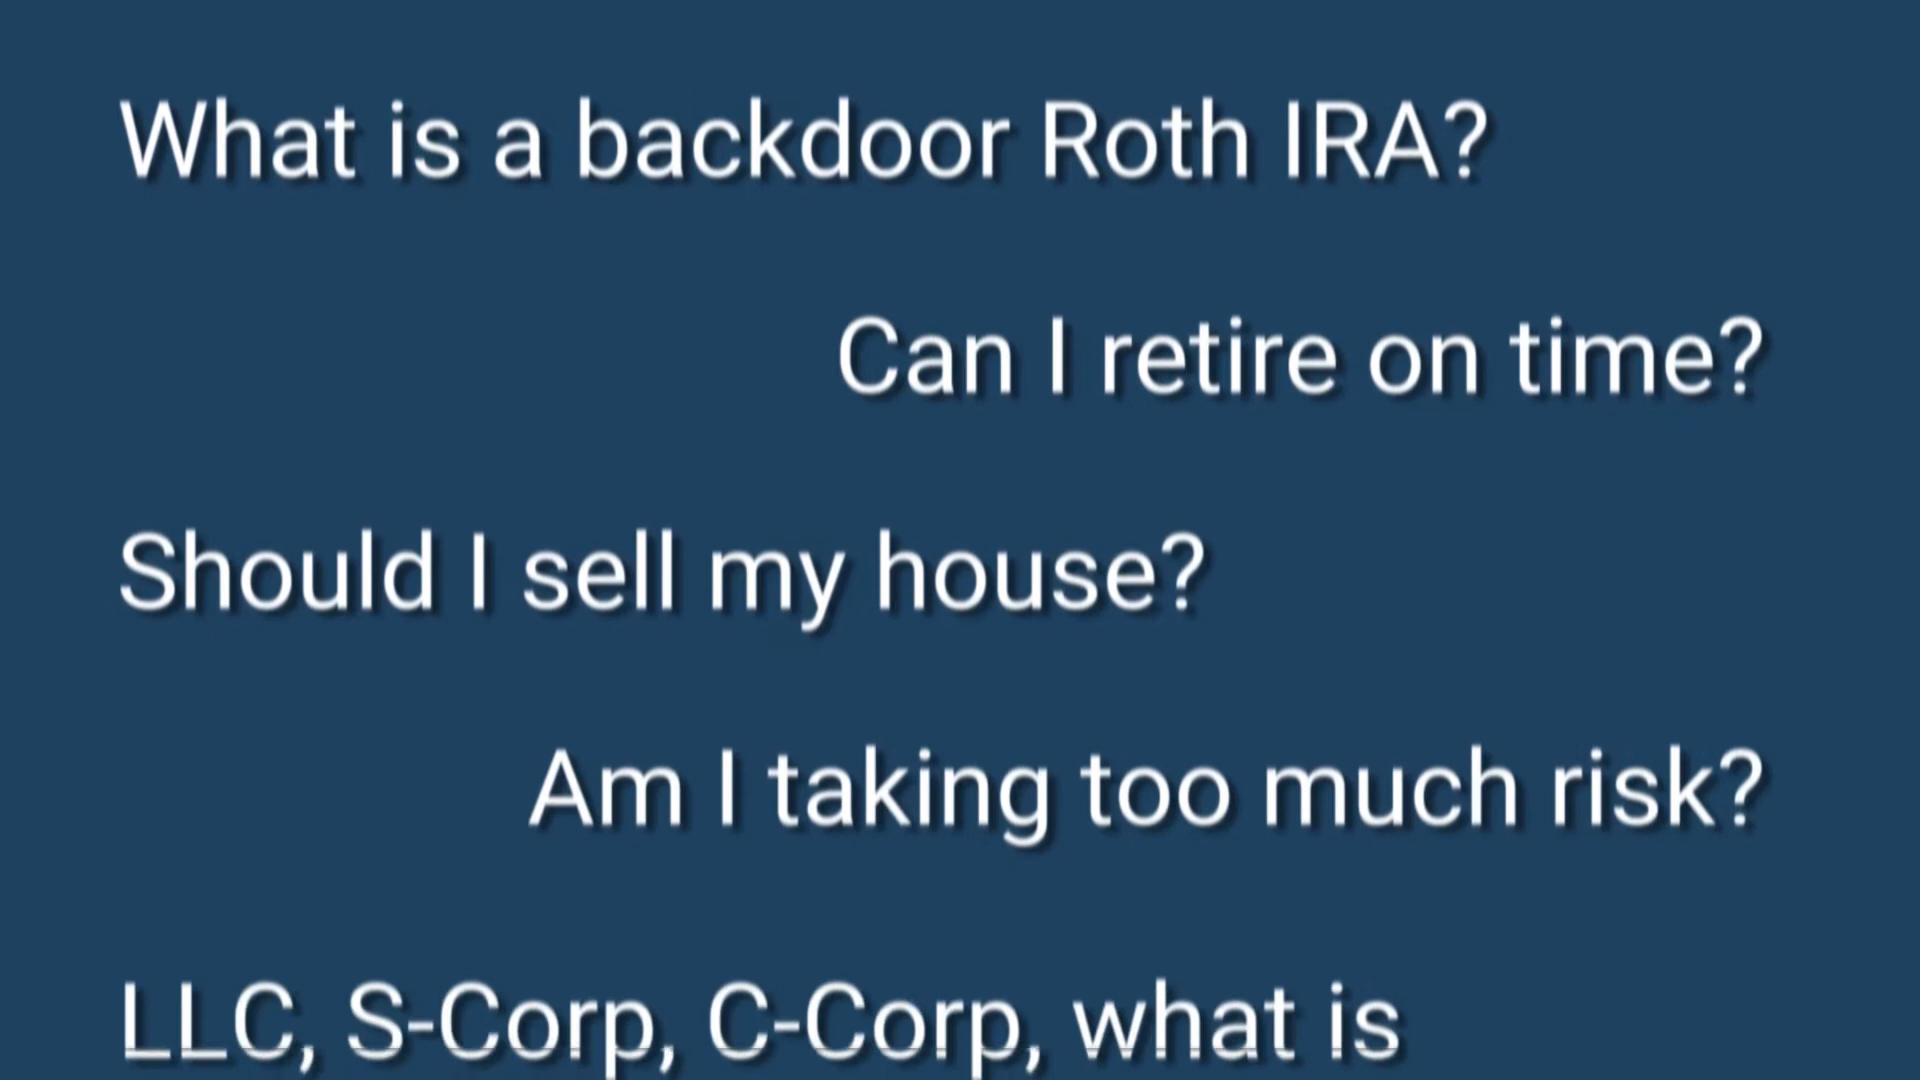 What is a backdoor Roth IRA?
Can I retire on time?
Should I sell my house?
Am I taking too much risk?
LLC, S-Corp, C-Corp, what is